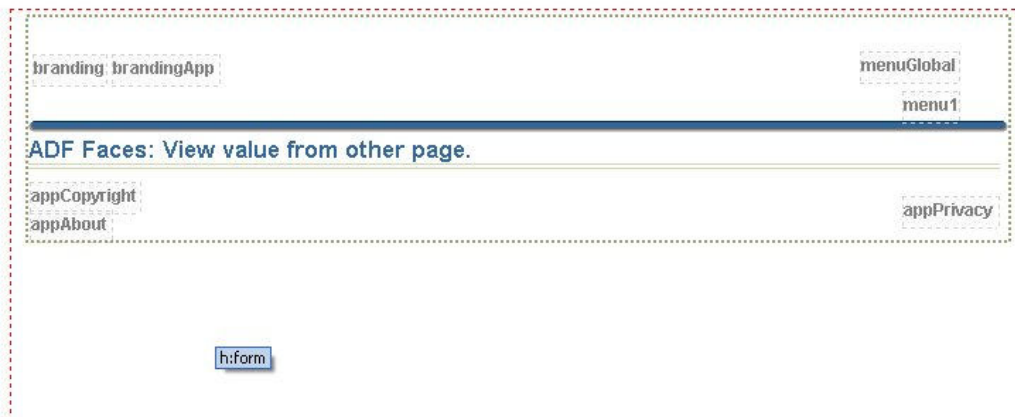 branding brandingApp
menuGlobal
menu1
ADF Faces: View value from other page.
appCopyright
appAbout
appPrivacy
h:form